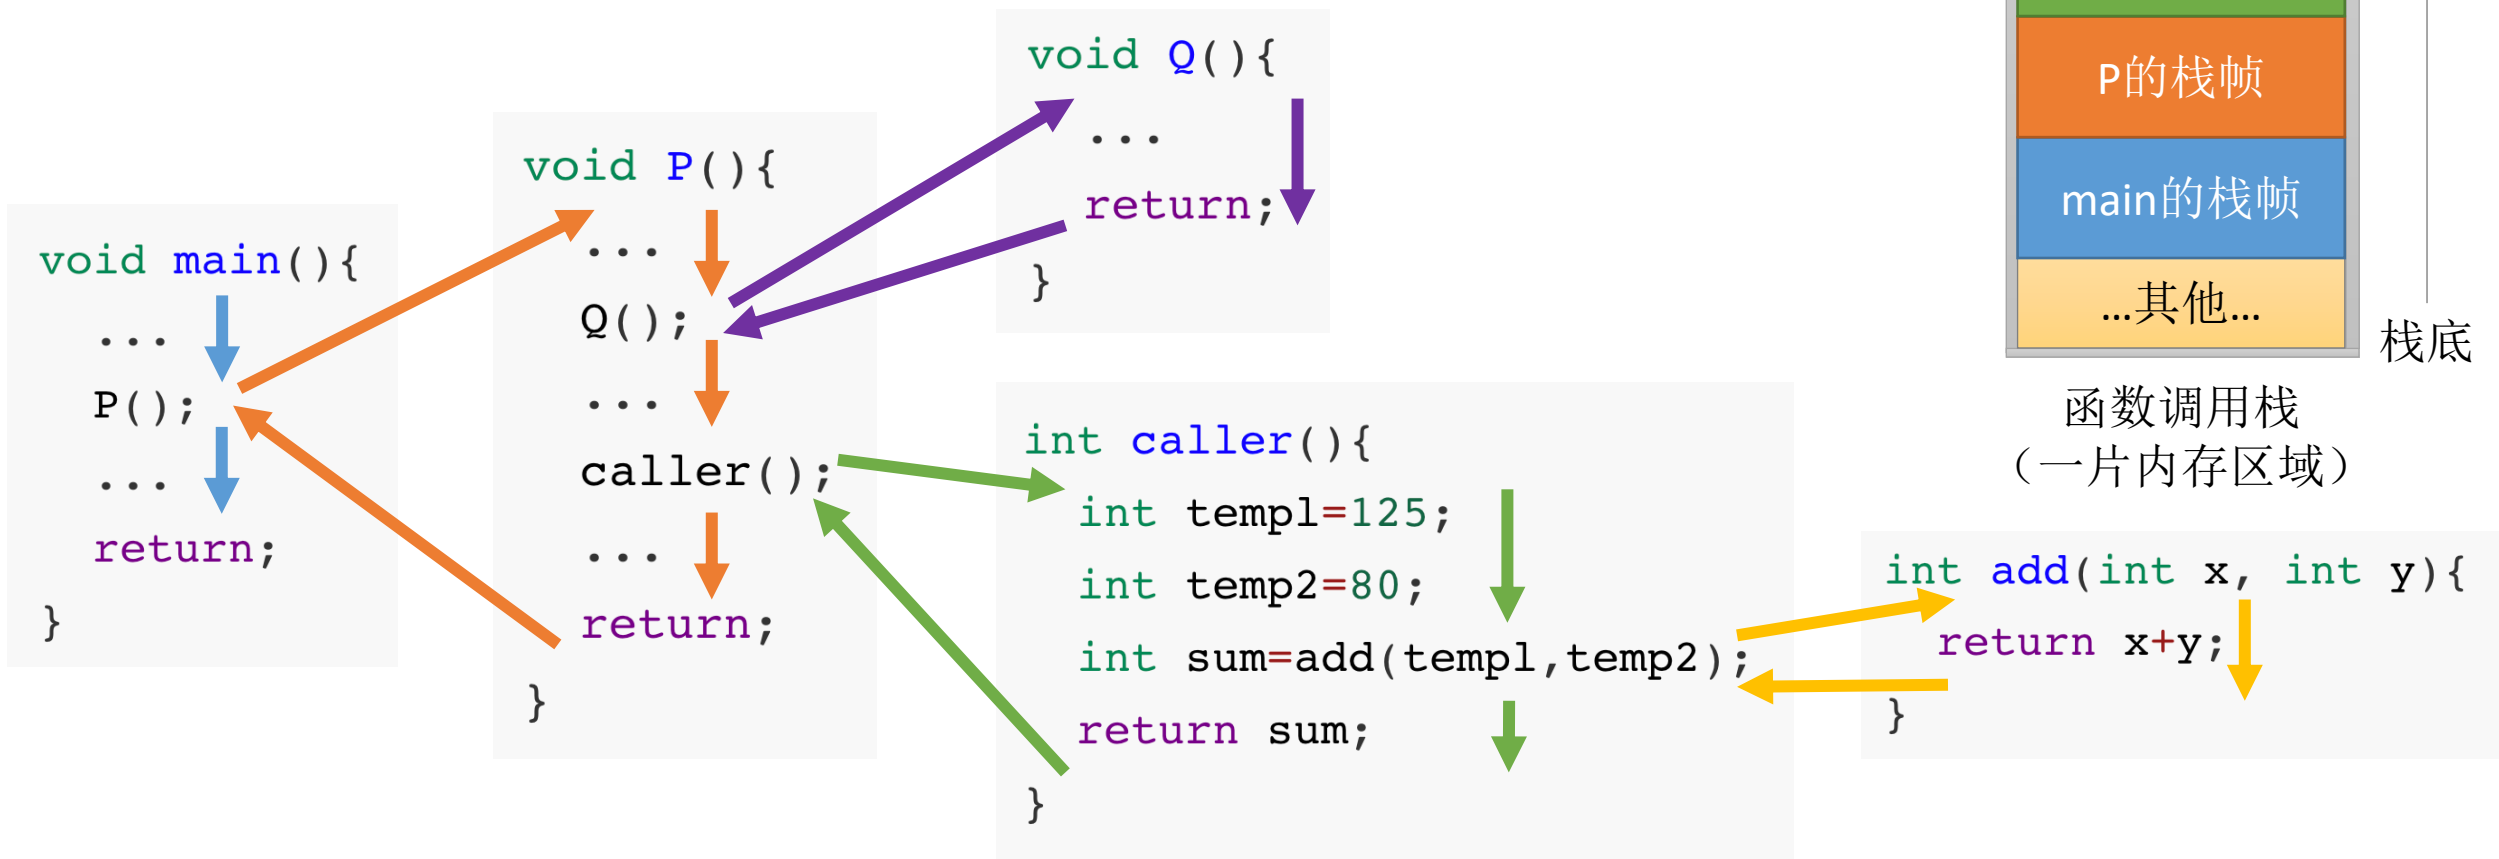 void main(){
...
P();
...
return;
}
void P(){
...
Q();
...
caller();
...
return;
}
void Q(){
...
return;
}
int caller(){
int temp1=125;
int temp2=80;
int sum=add(temp1,temp2);
return sum;
}
int add(int x, int y){
return x+y;
}
P的栈帧
main的栈帧
...其他...
栈底
函数调用栈
（一片内存区域）